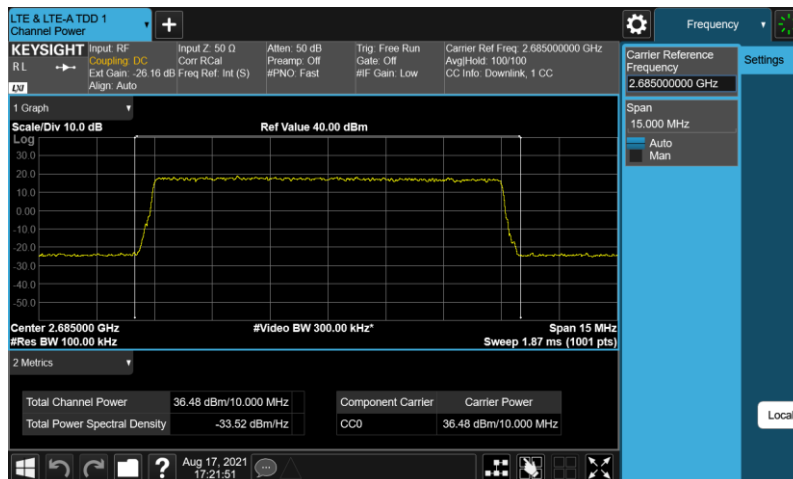 LTE & LTE-A TDD 1
Channel Power
Frequency
KEYSIGHT
R L
LXI
Input: RF
Coupling: DC
Ext Gain: -26.16 dB
Align: Auto
Input Z: 50 Ω
Corr RCal
Freq Ref: Int (S)
Atten: 50 dB
Preamp: Off
#PNO: Fast
Trig: Free Run
Gate: Off
#IF Gain: Low
Carrier Ref Freq: 2.685000000 GHz
Avg|Hold: 100/100
CC Info: Downlink, 1 CC
Carrier Reference
Frequency
2.685000000 GHz
Settings
Span
15.000 MHz
Auto
Man
1 Graph
Scale/Div 10.0 dB
Ref Value 40.00 dBm
Log
30.0
20.0
10.0
0.00
-10.0
-20.0
-30.0
-40.0
-50.0
Center 2.685000 GHz
#Video BW 300.00 kHz*
Span 15 MHz
#Res BW 100.00 kHz
Sweep 1.87 ms (1001 pts)
2 Metrics
Total Channel Power 36.48 dBm/10.000 MHz
Total Power Spectral Density -33.52 dBm/Hz
Component Carrier Carrier Power
CC0 36.48 dBm/10.000 MHz
Local
?
Aug 17, 2021
17:21:51